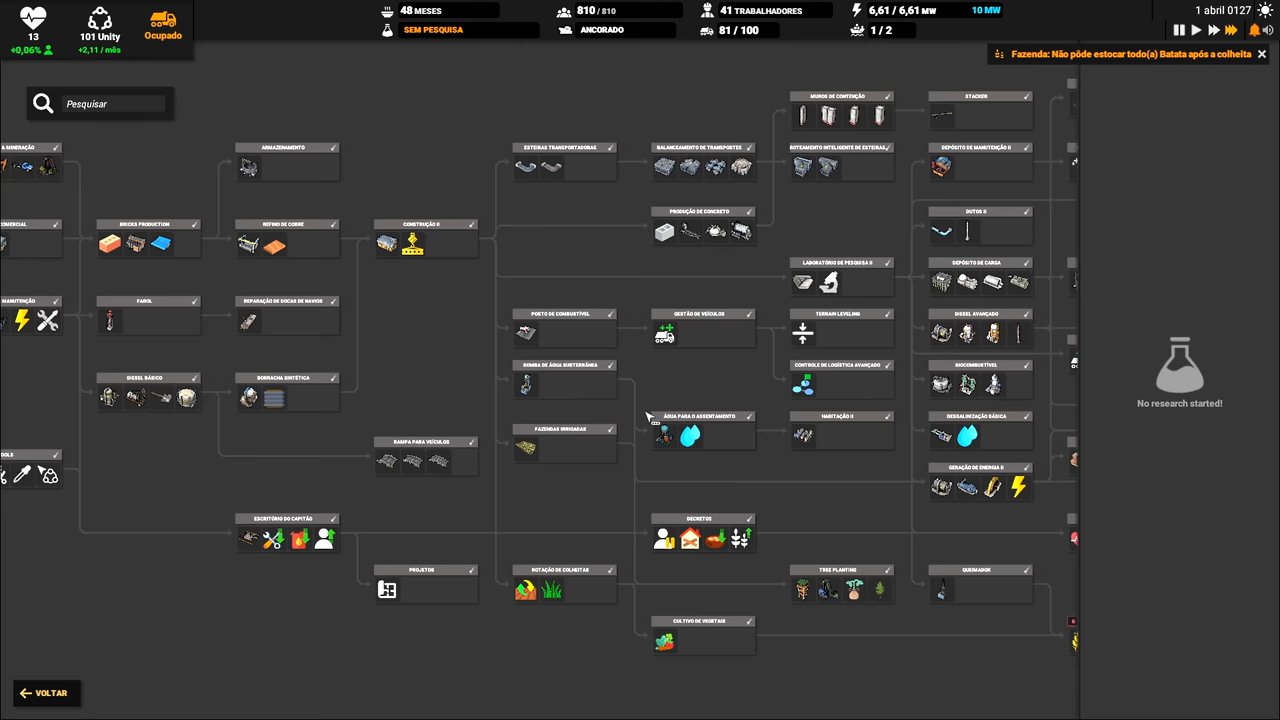 13
+0,06%
101 Unity
+2,11 / mês
Ocupado
48 MESES
SEM PESQUISA
810 / 810
ANCORADO
41 TRABALHADORES
81 / 100
6,61 / 6,61 MW
10 MW
1 / 2
1 abril 0127
Fazenda: Não pôde estocar todo(a) Batata após a colheita
Pesquisar
MUROS DE CONTENÇÃO
STACKER
& MINERAÇÃO
ARMAZENAMENTO
ESTEIRAS TRANSPORTADORAS
BALANCEAMENTO DE TRANSPORTES
ROTEAMENTO INTELIGENTE DE ESTEIRAS
DEPÓSITO DE MANUTENÇÃO II
PRODUÇÃO DE CONCRETO
DUTOS II
COMERCIAL
BRICKS PRODUCTION
REFINO DE COBRE
CONSTRUÇÃO II
LABORATÓRIO DE PESQUISA II
DEPÓSITO DE CARGA
MANUTENÇÃO
FAROL
REPARAÇÃO DE DOCAS DE NAVIOS
POSTO DE COMBUSTÍVEL
GESTÃO DE VEÍCULOS
TERRAIN LEVELING
DIESEL AVANÇADO
BOMBA DE ÁGUA SUBTERRÂNEA
CONTROLE DE LOGÍSTICA AVANÇADO
BIOCOMBUSTÍVEL
DIESEL BÁSICO
BORRACHA SINTÉTICA
ÁGUA PARA O ASSENTAMENTO
HABITAÇÃO II
DESSALINIZAÇÃO BÁSICA
FAZENDAS IRRIGADAS
RAMPA PARA VEÍCULOS
OOLS
GERAÇÃO DE ENERGIA II
ESCRITÓRIO DO CAPITÃO
DECRETOS
PROJETOS
ROTAÇÃO DE COLHEITAS
TREE PLANTING
QUEIMADOR
CULTIVO DE VEGETAIS
No research started!
VOLTAR